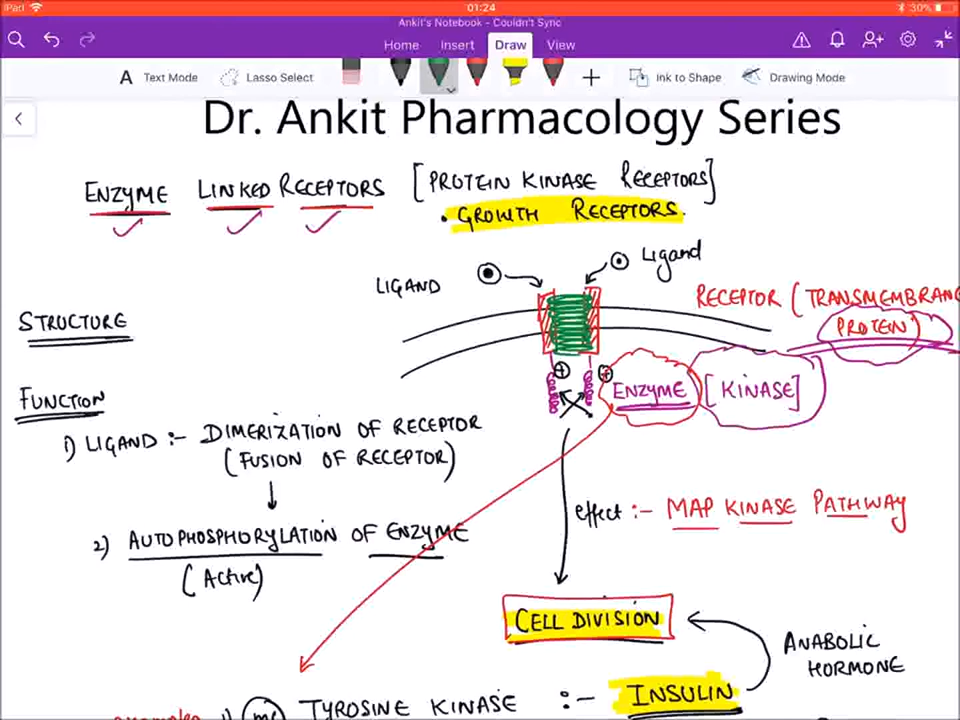 iPad 01:24 30%
Ankit's Notebook - Couldn't Sync
Home Insert Draw View
Text Mode Lasso Select Ink to Shape Drawing Mode
Dr. Ankit Pharmacology Series
ENZYME LINKED RECEPTORS [PROTEIN KINASE RECEPTORS]
• GROWTH RECEPTORS.
LIGAND Ligand
RECEPTOR (TRANSMEMBRANE
PROTEIN)
STRUCTURE
ENZYME [KINASE]
FUNCTION
1) LIGAND :- DIMERIZATION OF RECEPTOR
(FUSION OF RECEPTOR)
effect :- MAP KINASE PATHWAY
2) AUTOPHOSPHORYLATION OF ENZYME
(Active)
CELL DIVISION
ANABOLIC
HORMONE
examples 1) TYROSINE KINASE :- INSULIN